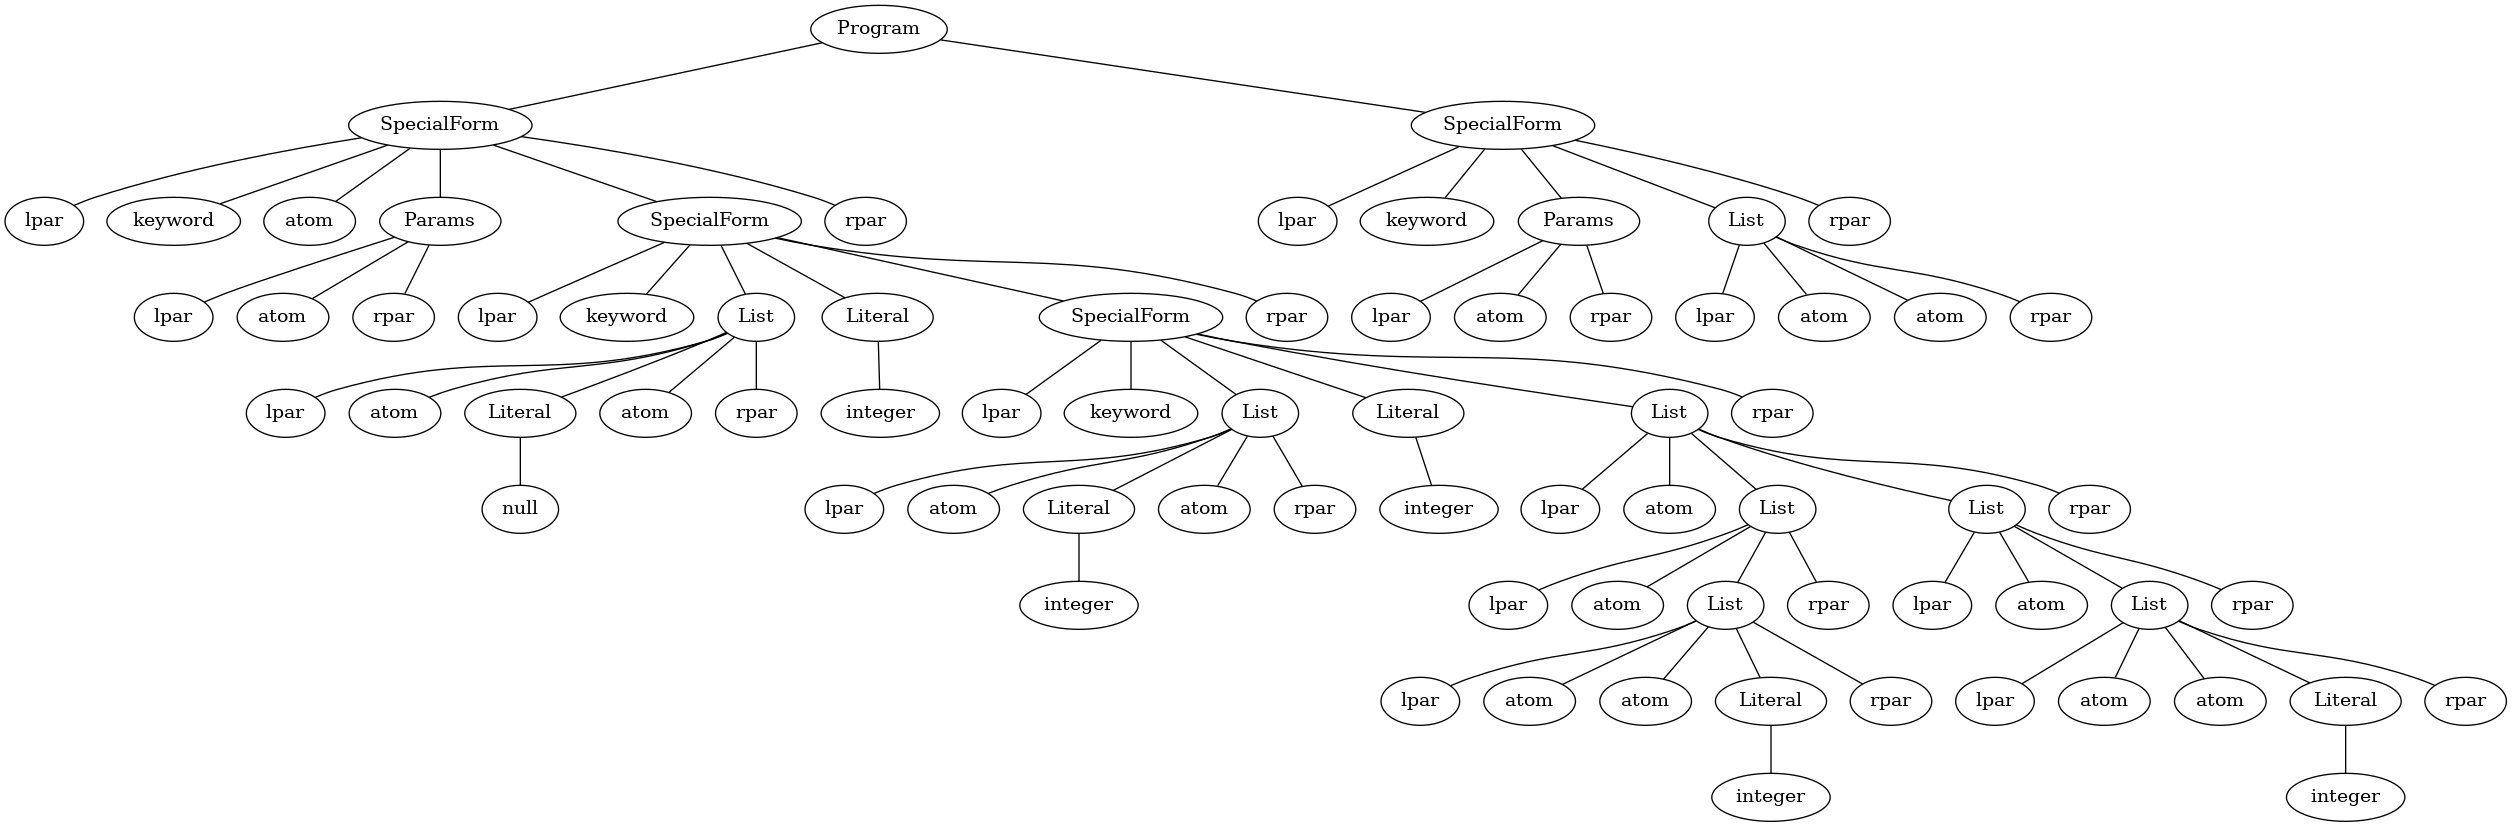 Program
SpecialForm SpecialForm
lpar keyword atom Params SpecialForm rpar lpar keyword Params List rpar
lpar atom rpar lpar keyword List Literal SpecialForm rpar lpar atom rpar lpar atom atom rpar
lpar atom Literal atom rpar integer lpar keyword List Literal List rpar
null lpar atom Literal atom rpar integer lpar atom List List rpar
integer lpar atom List rpar lpar atom List rpar
lpar atom atom Literal rpar lpar atom atom Literal rpar
integer integer